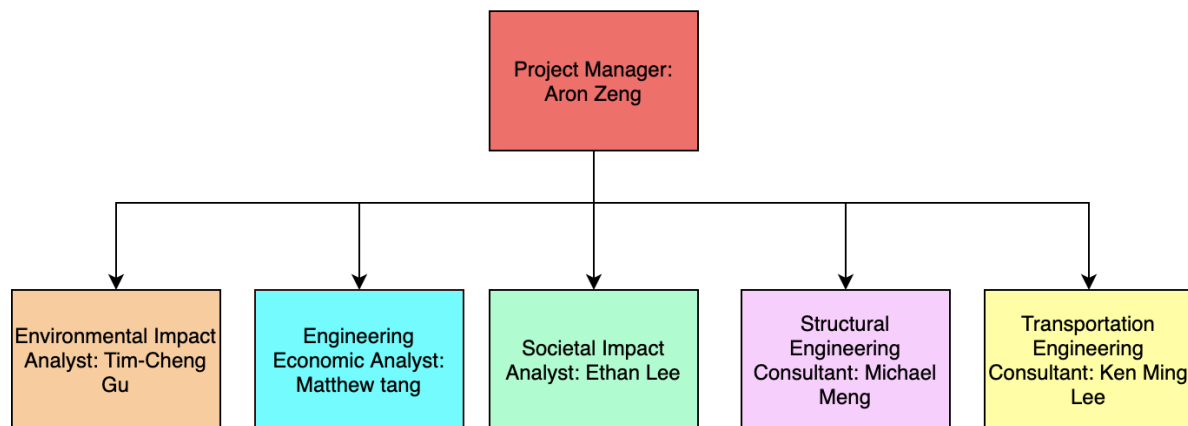 Project Manager:
Aron Zeng
Environmental Impact
Analyst: Tim-Cheng
Gu
Engineering
Economic Analyst:
Matthew tang
Societal Impact
Analyst: Ethan Lee
Structural
Engineering
Consultant: Michael
Meng
Transportation
Engineering
Consultant: Ken Ming
Lee